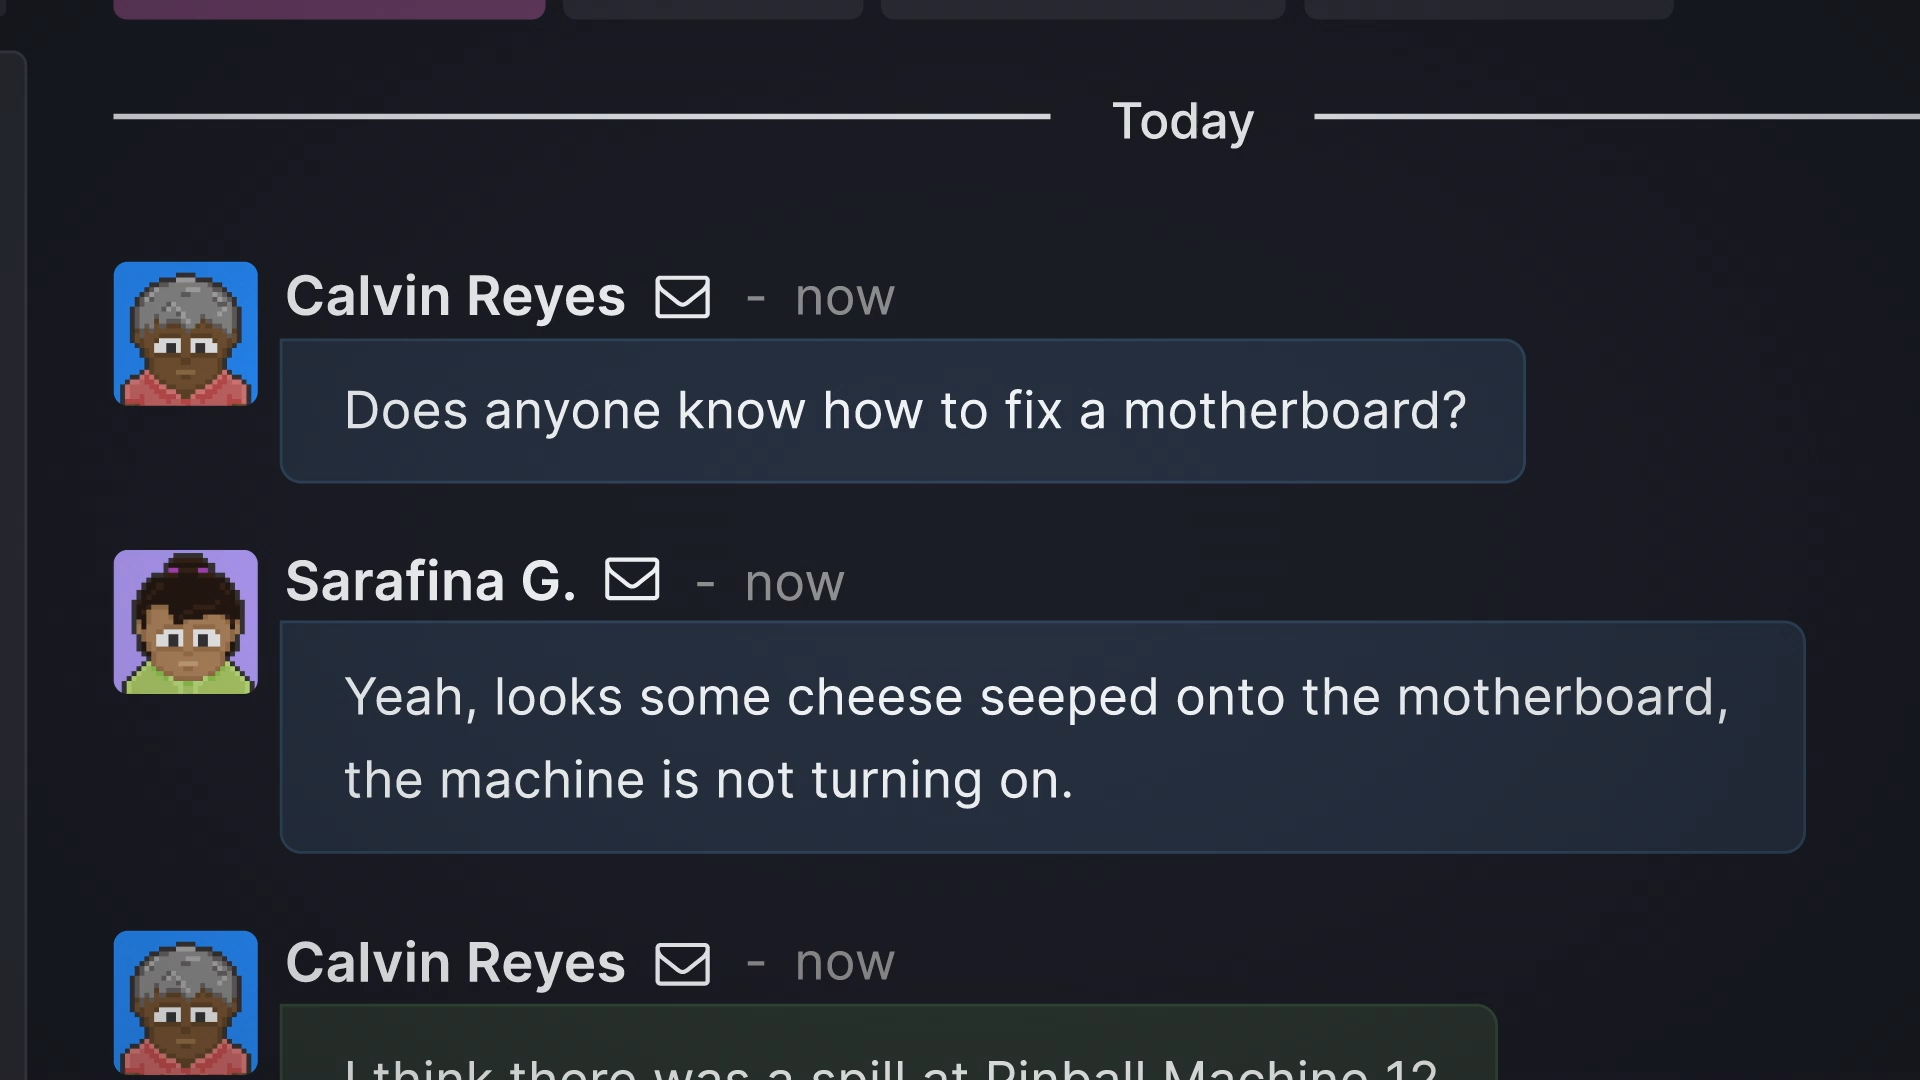 Today
Calvin Reyes - now
Does anyone know how to fix a motherboard?
Sarafina G. - now
Yeah, looks some cheese seeped onto the motherboard,
the machine is not turning on.
Calvin Reyes - now
I think there was a spill at Pinball Machine 12